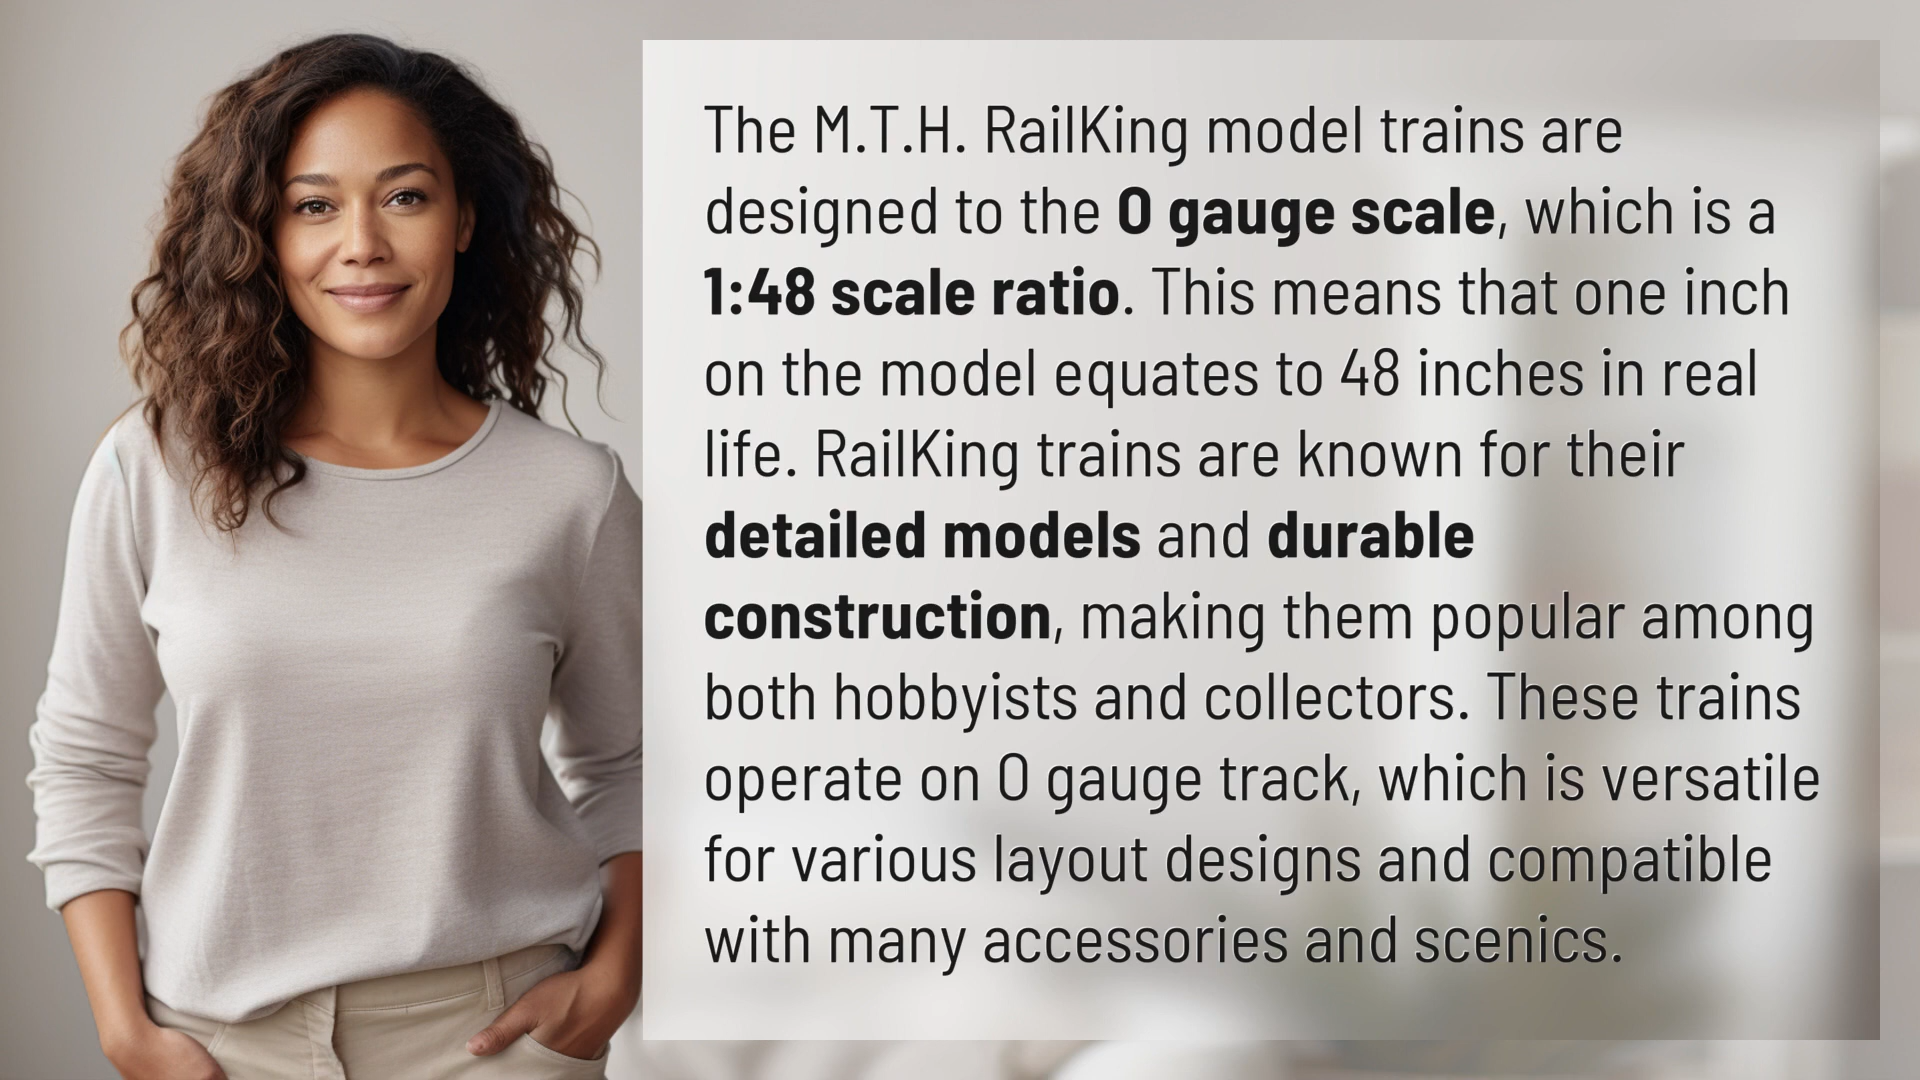 The M.T.H. RailKing model trains are
designed to the O gauge scale, which is a
1:48 scale ratio. This means that one inch
on the model equates to 48 inches in real
life. RailKing trains are known for their
detailed models and durable
construction, making them popular among
both hobbyists and collectors. These trains
operate on O gauge track, which is versatile
for various layout designs and compatible
with many accessories and scenics.